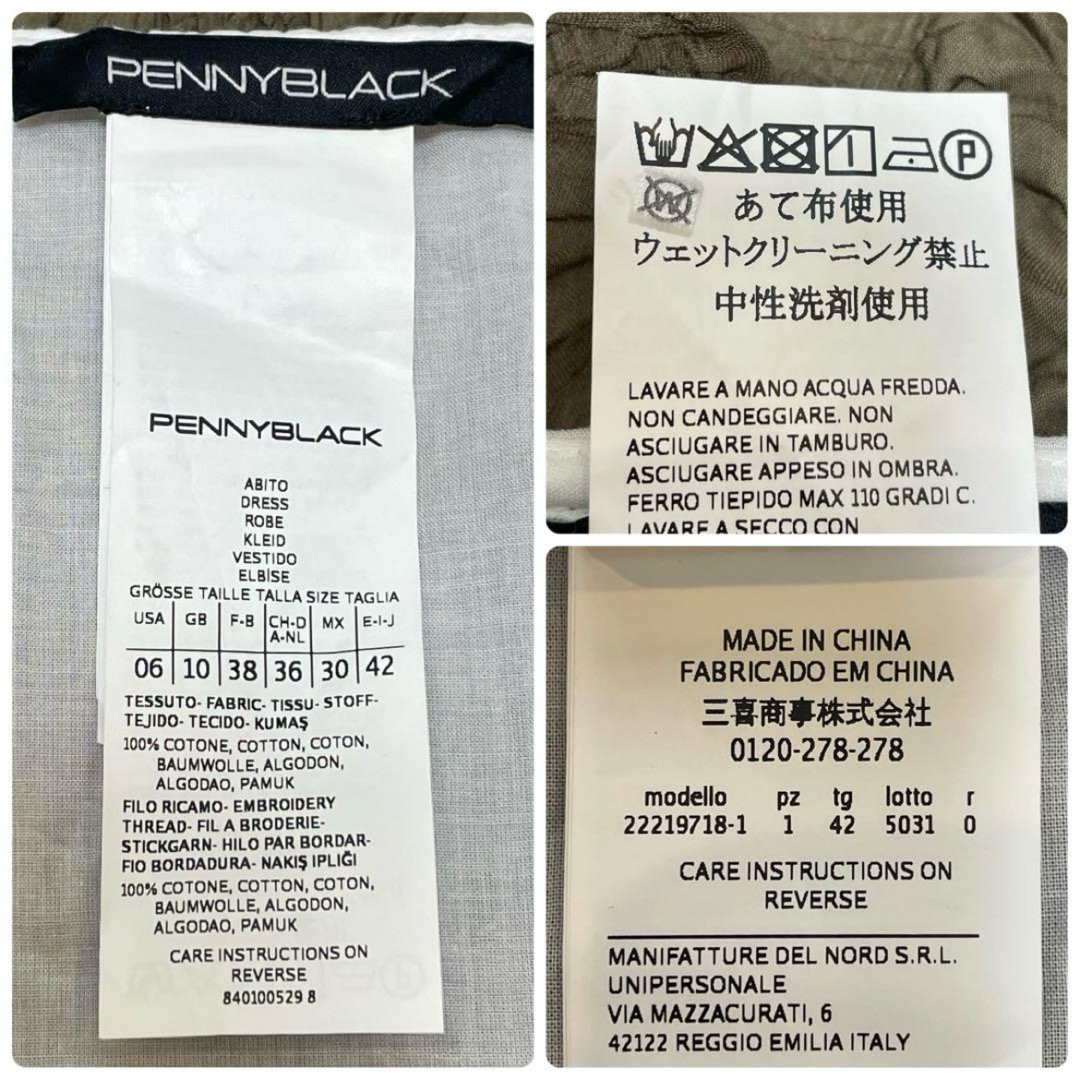 PENNYBLACK
PENNYBLACK
ABITO
DRESS
ROBE
KLEID
VESTIDO
ELBİSE
GRÖSSE TAILLE TALLA SIZE TAGLIA
USA GB F-B CH-D A-NL MX E-I-J
06 10 38 36 30 42
TESSUTO- FABRIC- TISSU- STOFF-
TEJIDO- TECIDO- KUMAŞ
100% COTONE, COTTON, COTON,
BAUMWOLLE, ALGODON,
ALGODAO, PAMUK
FILO RICAMO- EMBROIDERY
THREAD- FIL A BRODERIE-
STICKGARN- HILO PAR BORDAR-
FIO BORDADURA- NAKIŞ IPLIĞI
100% COTONE, COTTON, COTON,
BAUMWOLLE, ALGODON,
ALGODAO, PAMUK
CARE INSTRUCTIONS ON
REVERSE
840100529 8
P
W
あて布使用
ウェットクリーニング禁止
中性洗剤使用
LAVARE A MANO ACQUA FREDDA.
NON CANDEGGIARE. NON
ASCIUGARE IN TAMBURO.
ASCIUGARE APPESO IN OMBRA.
FERRO TIEPIDO MAX 110 GRADI C.
LAVARE A SECCO CON
MADE IN CHINA
FABRICADO EM CHINA
三喜商事株式会社
0120-278-278
modello pz tg lotto r
22219718-1 1 42 5031 0
CARE INSTRUCTIONS ON
REVERSE
MANIFATTURE DEL NORD S.R.L.
UNIPERSONALE
VIA MAZZACURATI, 6
42122 REGGIO EMILIA ITALY